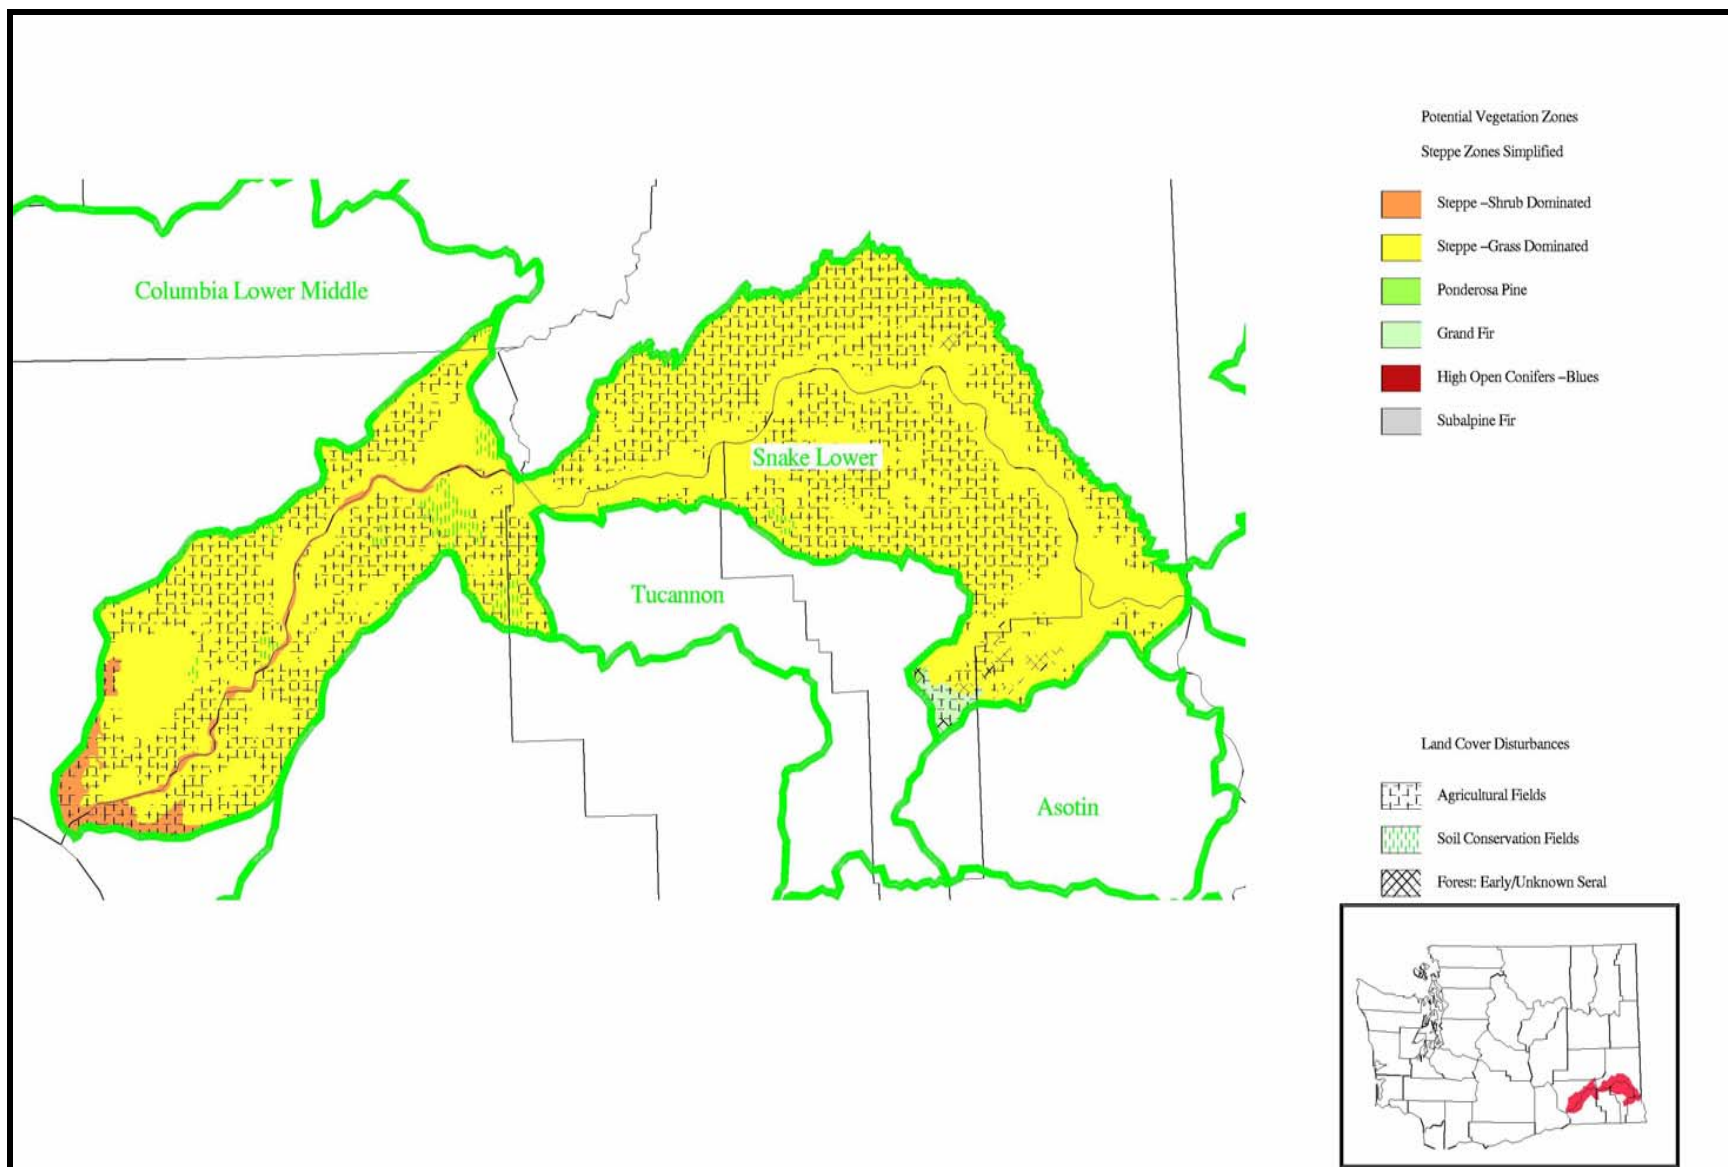 Potential Vegetation Zones
Steppe Zones Simplified
Steppe –Shrub Dominated
Steppe –Grass Dominated
Ponderosa Pine
Grand Fir
High Open Conifers –Blues
Subalpine Fir
Columbia Lower Middle
Snake Lower
Tucannon
Asotin
Land Cover Disturbances
Agricultural Fields
Soil Conservation Fields
Forest: Early/Unknown Seral